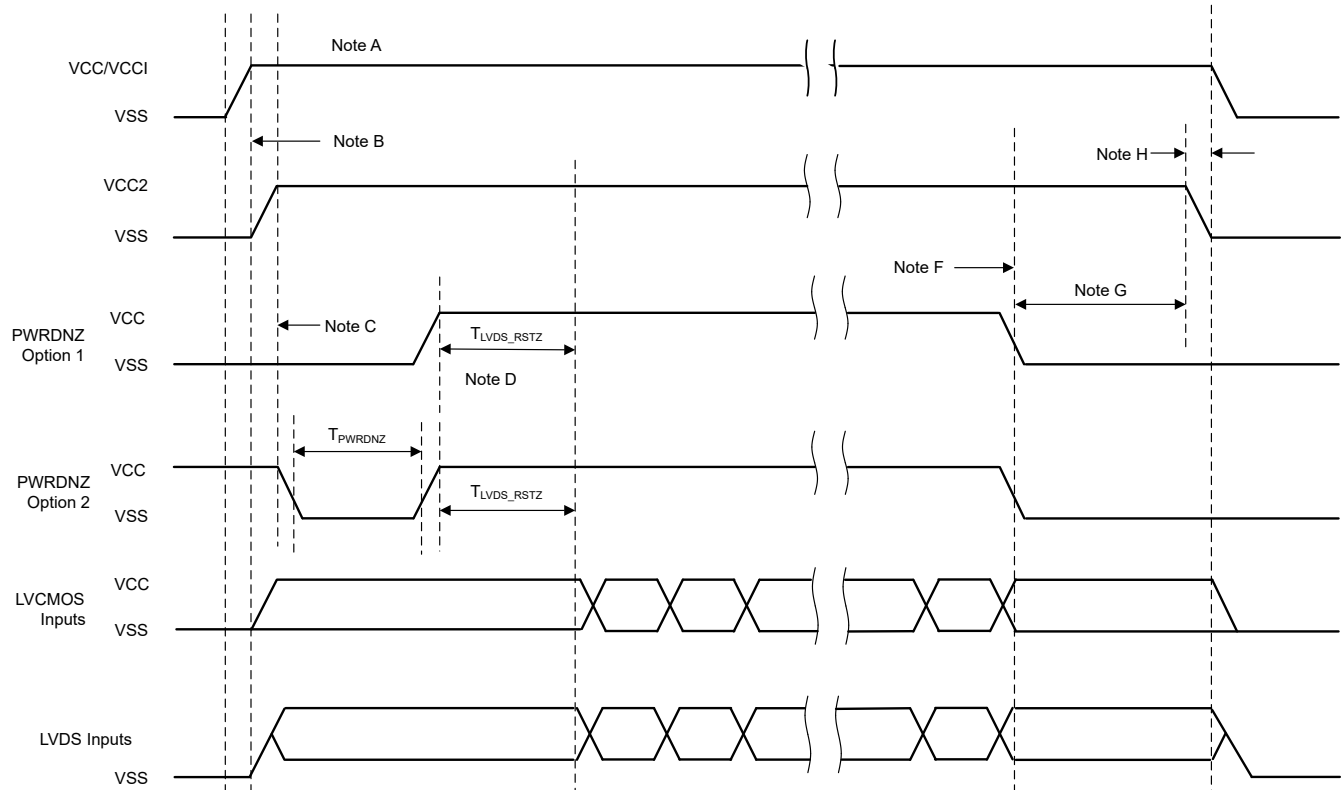 Note A
VCC/VCCI
VSS
Note B
Note H
VCC2
VSS
Note F
Note G
VCC
Note C
PWRDNZ
Option 1
TLVDS_RSTZ
VSS
Note D
TPWRDNZ
VCC
PWRDNZ
Option 2
TLVDS_RSTZ
VSS
VCC
LVCMOS
Inputs
VSS
LVDS Inputs
VSS